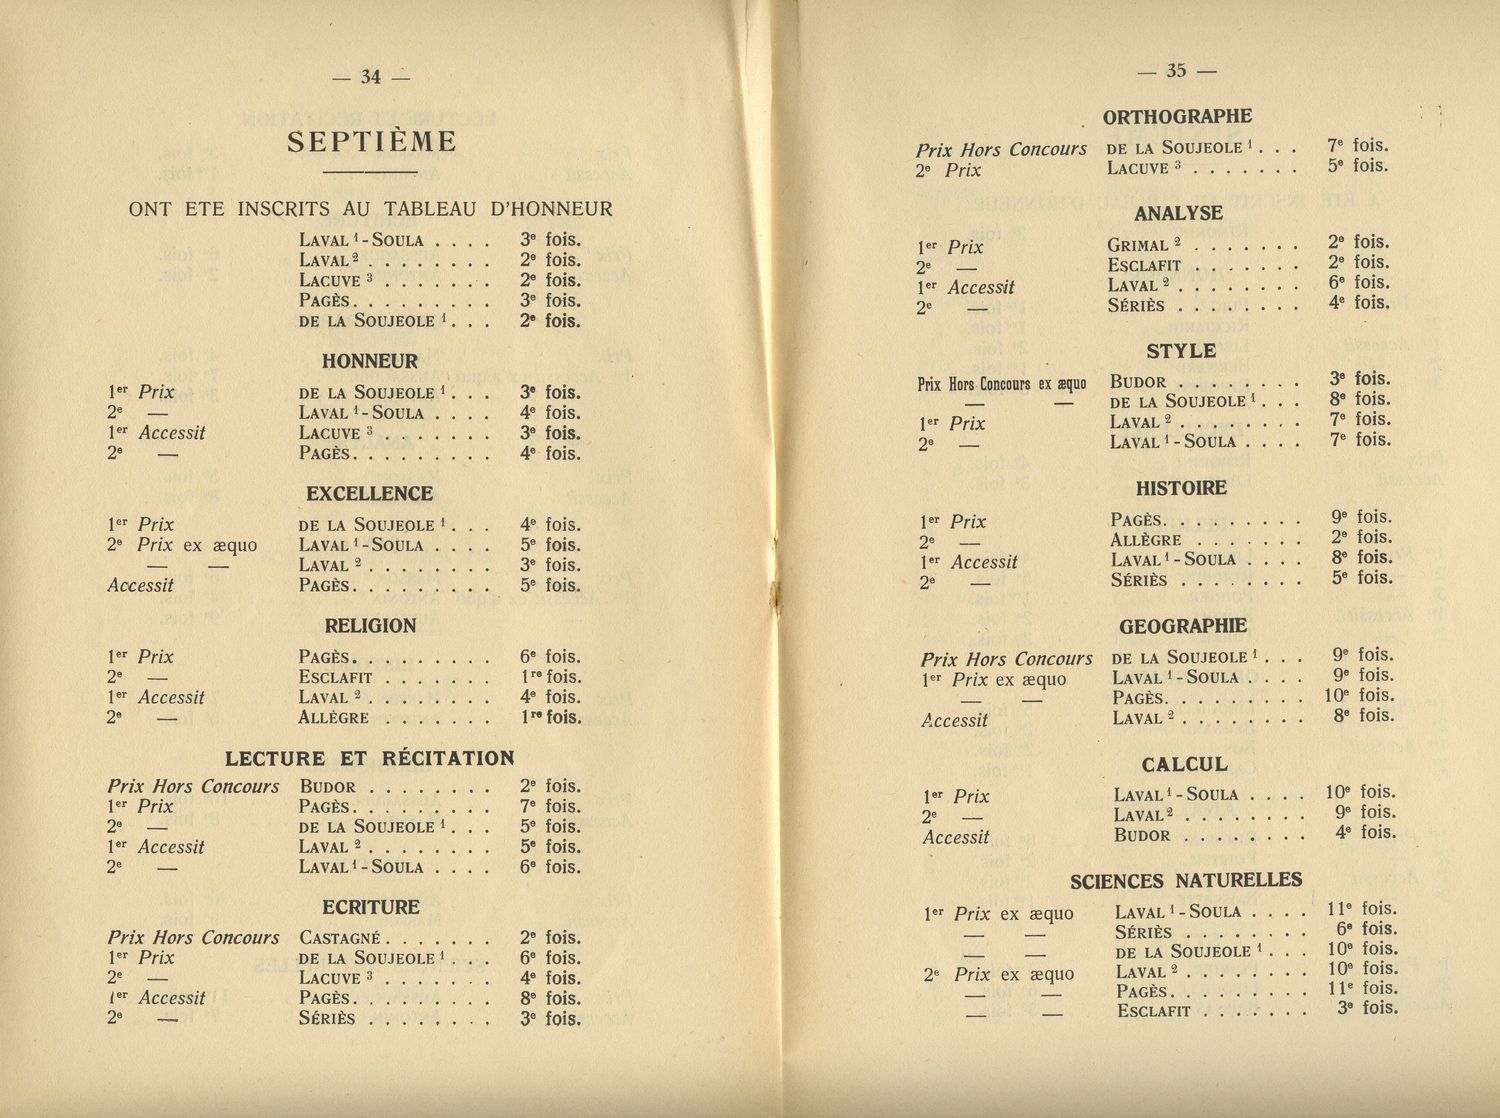 — 34 —
SEPTIÈME
ONT ETE INSCRITS AU TABLEAU D'HONNEUR
LAVAL 1 - SOULA . . . . 3e fois.
LAVAL 2 . . . . . . . . 2e fois.
LACUVE 3 . . . . . . . 2e fois.
PAGÈS. . . . . . . . . 3e fois.
DE LA SOUJEOLE 1 . . . 2e fois.
HONNEUR
1er Prix DE LA SOUJEOLE 1 . . . 3e fois.
2e — LAVAL 1 - SOULA . . . . 4e fois.
1er Accessit LACUVE 3 . . . . . . . 3e fois.
2e — PAGÈS. . . . . . . . . 4e fois.
EXCELLENCE
1er Prix DE LA SOUJEOLE 1 . . . 4e fois.
2e Prix ex æquo LAVAL 1 - SOULA . . . . 5e fois.
— — LAVAL 2 . . . . . . . . 3e fois.
Accessit PAGÈS. . . . . . . . . 5e fois.
RELIGION
1er Prix PAGÈS. . . . . . . . . 6e fois.
2e — ESCLAFIT . . . . . . . 1re fois.
1er Accessit LAVAL 2 . . . . . . . . 4e fois.
2e — ALLÈGRE . . . . . . . 1re fois.
LECTURE ET RÉCITATION
Prix Hors Concours BUDOR . . . . . . . . 2e fois.
1er Prix PAGÈS. . . . . . . . . 7e fois.
2e — DE LA SOUJEOLE 1 . . . 5e fois.
1er Accessit LAVAL 2 . . . . . . . . 5e fois.
2e — LAVAL 1 - SOULA . . . . 6e fois.
ECRITURE
Prix Hors Concours CASTAGNÉ . . . . . . . 2e fois.
1er Prix DE LA SOUJEOLE 1 . . . 6e fois.
2e — LACUVE 3 . . . . . . . 4e fois.
1er Accessit PAGÈS. . . . . . . . . 8e fois.
2e — SÉRIÈS . . . . . . . . 3e fois.
— 35 —
ORTHOGRAPHE
Prix Hors Concours DE LA SOUJEOLE 1 . . . 7e fois.
2e Prix LACUVE 3 . . . . . . . 5e fois.
ANALYSE
1er Prix GRIMAL 2 . . . . . . . 2e fois.
2e — ESCLAFIT . . . . . . . 2e fois.
1er Accessit LAVAL 2 . . . . . . . . 6e fois.
2e — SÉRIÈS . . . . . . . . 4e fois.
STYLE
Prix Hors Concours ex æquo BUDOR . . . . . . . . 3e fois.
— — DE LA SOUJEOLE 1 . . . 8e fois.
1er Prix LAVAL 2 . . . . . . . . 7e fois.
2e — LAVAL 1 - SOULA . . . . 7e fois.
HISTOIRE
1er Prix PAGÈS. . . . . . . . . 9e fois.
2e — ALLÈGRE . . . . . . . 2e fois.
1er Accessit LAVAL 1 - SOULA . . . . 8e fois.
2e — SÉRIÈS . . . . . . . . 5e fois.
GEOGRAPHIE
Prix Hors Concours DE LA SOUJEOLE 1 . . . 9e fois.
1er Prix ex æquo LAVAL 1 - SOULA . . . . 9e fois.
— — PAGÈS. . . . . . . . . 10e fois.
Accessit LAVAL 2 . . . . . . . . 8e fois.
CALCUL
1er Prix LAVAL 1 - SOULA . . . . 10e fois.
2e — LAVAL 2 . . . . . . . . 9e fois.
Accessit BUDOR . . . . . . . . 4e fois.
SCIENCES NATURELLES
1er Prix ex æquo LAVAL 1 - SOULA . . . . 11e fois.
— — SÉRIÈS . . . . . . . . 6e fois.
— — DE LA SOUJEOLE 1 . . . 10e fois.
2e Prix ex æquo LAVAL 2 . . . . . . . . 10e fois.
— — PAGÈS. . . . . . . . . 11e fois.
— — ESCLAFIT . . . . . . . 3e fois.